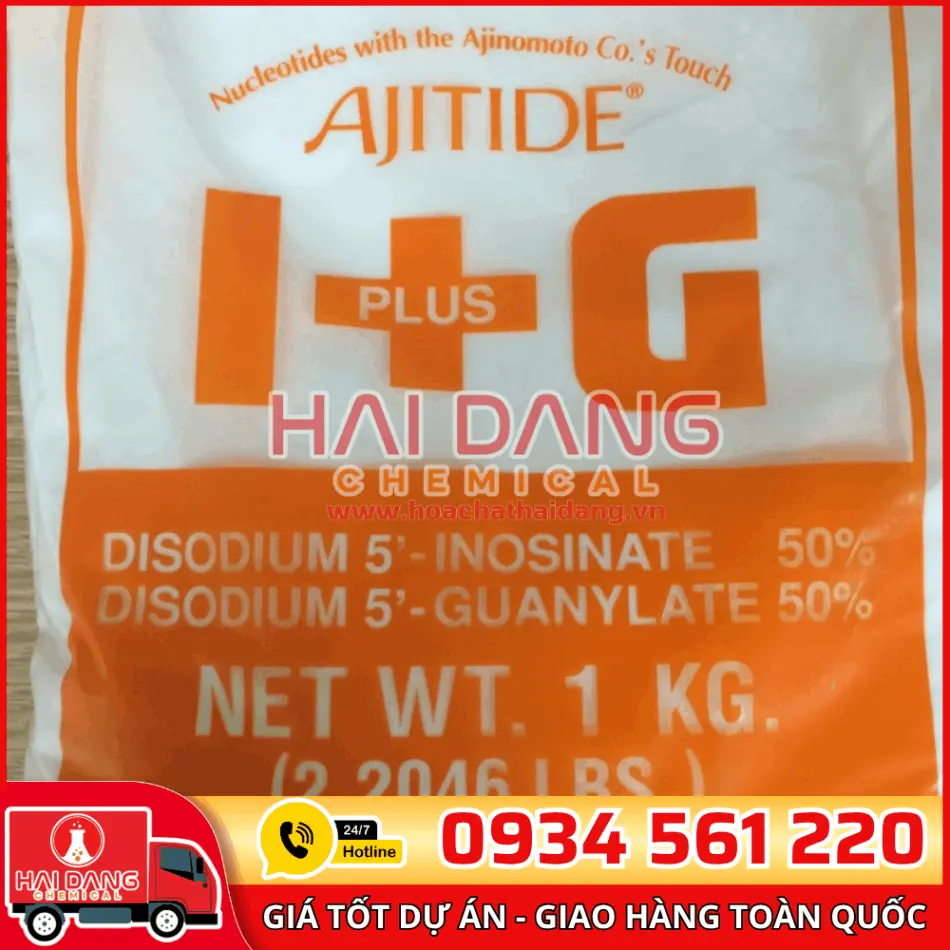 Nucleotides with the Ajinomoto Co.'s Touch
AJITIDE®
I + G
PLUS
HAI DANG
CHEMICAL
www.hoachathaidang.vn
DISODIUM 5'-INOSINATE 50%
DISODIUM 5'-GUANYLATE 50%
NET WT. 1 KG.
(2.2046 LBS.)
24/7
Hotline
0934 561 220
HAI DANG
CHEMICAL
GIÁ TỐT DỰ ÁN - GIAO HÀNG TOÀN QUỐC